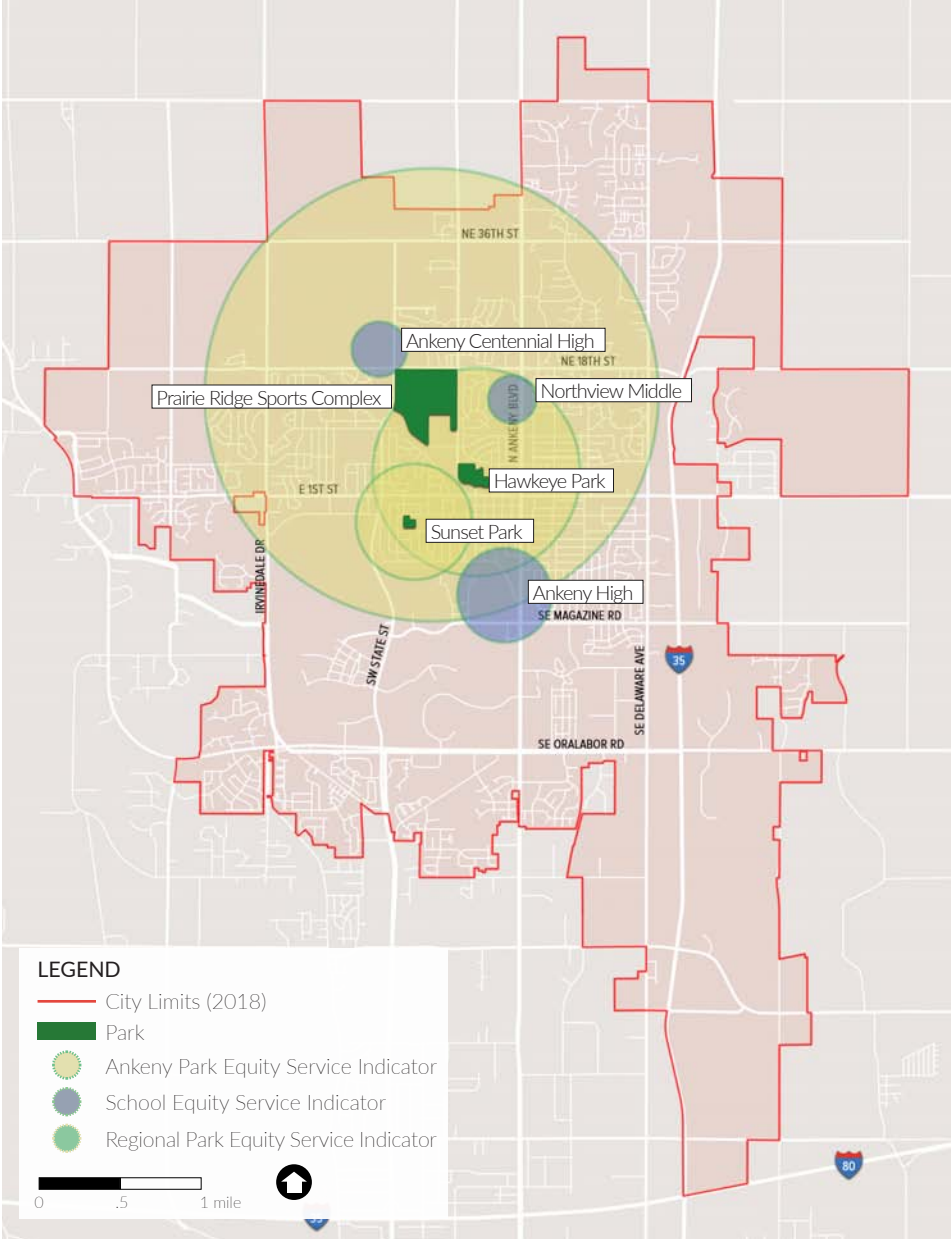 NE 36TH ST
Ankeny Centennial High
NE 18TH ST
Prairie Ridge Sports Complex
Northview Middle
N ANKENY BLVD
Hawkeye Park
E 1ST ST
Sunset Park
IRVINEDALE DR
Ankeny High
SE MAGAZINE RD
SW STATE ST
SE DELAWARE AVE
35
SE ORALABOR RD
LEGEND
City Limits (2018)
Park
Ankeny Park Equity Service Indicator
School Equity Service Indicator
Regional Park Equity Service Indicator
0 .5 1 mile
80